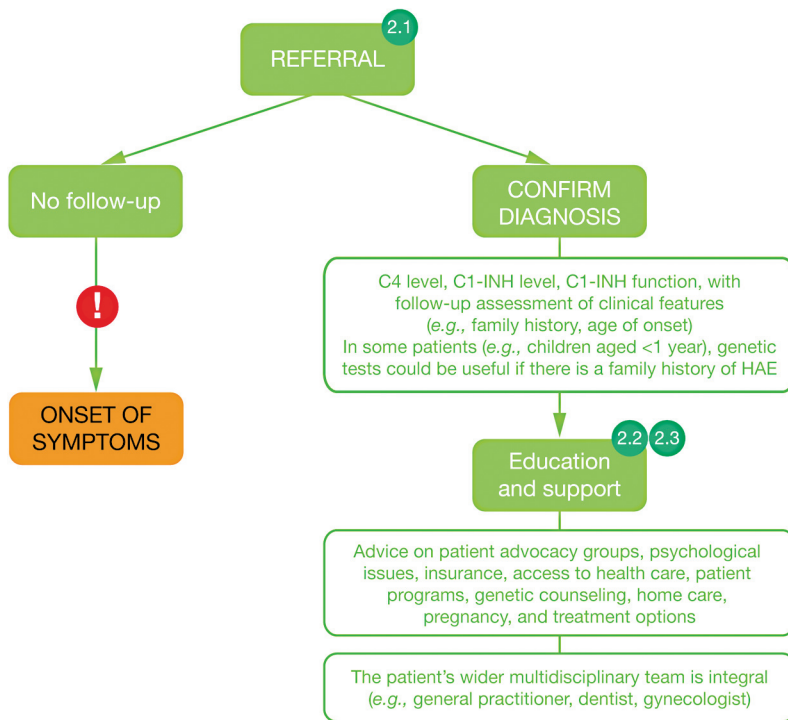 2.1
REFERRAL
No follow-up
CONFIRM
DIAGNOSIS
!
C4 level, C1-INH level, C1-INH function, with
follow-up assessment of clinical features
(e.g., family history, age of onset)
In some patients (e.g., children aged <1 year), genetic
tests could be useful if there is a family history of HAE
ONSET OF
SYMPTOMS
2.2 2.3
Education
and support
Advice on patient advocacy groups, psychological
issues, insurance, access to health care, patient
programs, genetic counseling, home care,
pregnancy, and treatment options
The patient's wider multidisciplinary team is integral
(e.g., general practitioner, dentist, gynecologist)